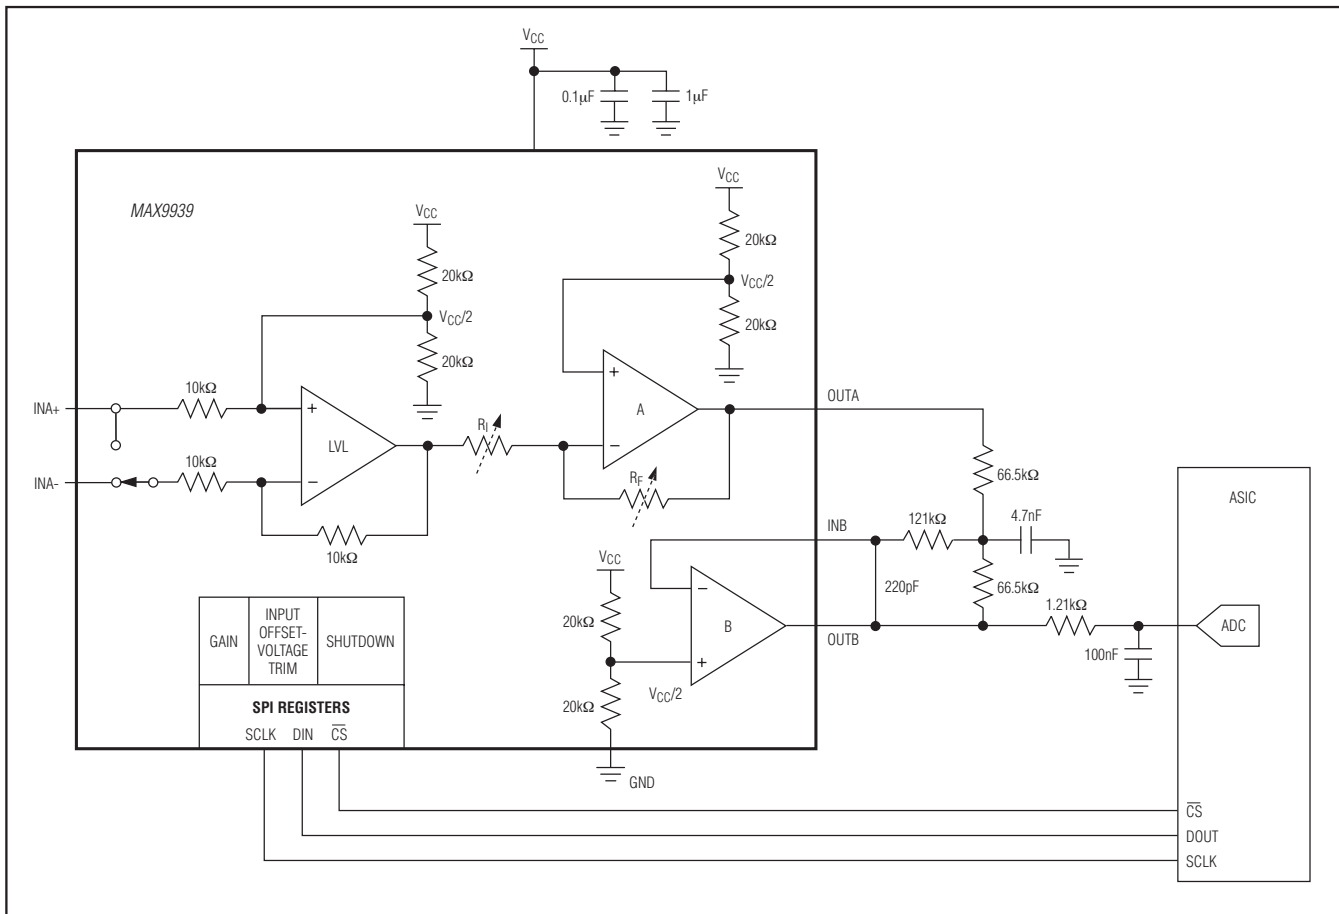 VCC
0.1µF
1µF
MAX9939
VCC
20kΩ
VCC/2
20kΩ
VCC
20kΩ
VCC/2
20kΩ
INA+
10kΩ
+
LVL
−
INA-
10kΩ
10kΩ
RI
+
A
−
RF
OUTA
66.5kΩ
ASIC
INB
121kΩ
4.7nF
220pF
66.5kΩ
1.21kΩ
ADC
100nF
VCC
20kΩ
−
B
+
OUTB
VCC/2
20kΩ
GND
GAIN
INPUT
OFFSET-
VOLTAGE
TRIM
SHUTDOWN
SPI REGISTERS
SCLK DIN C̅S̅
C̅S̅
DOUT
SCLK